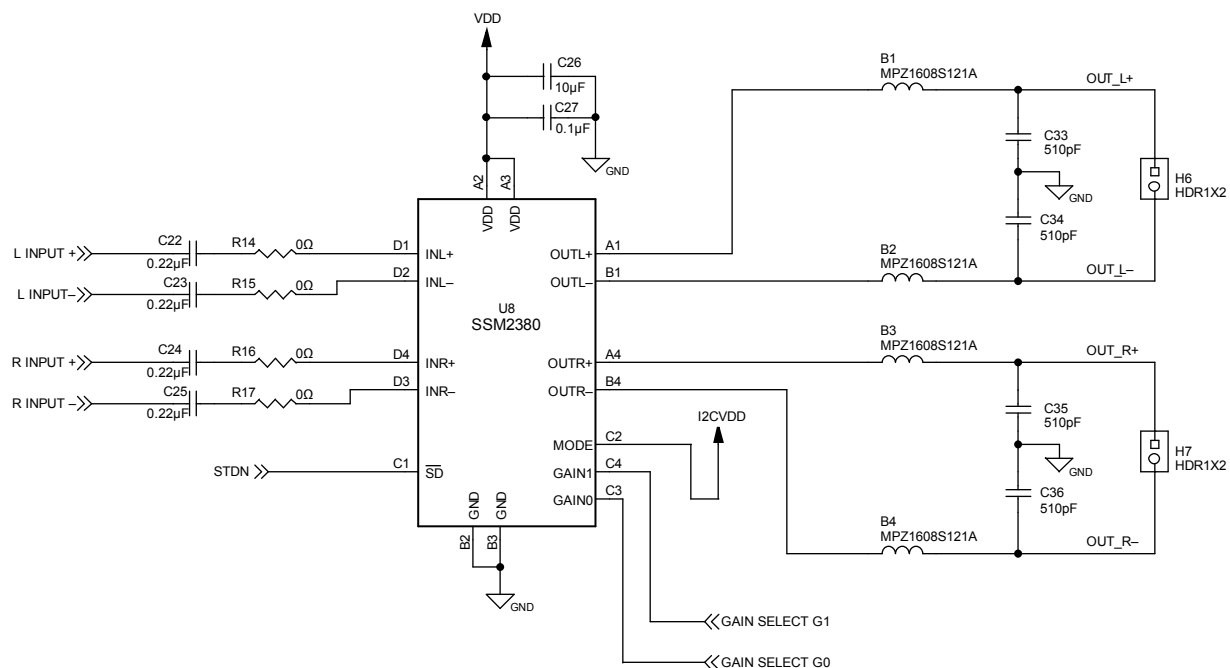 VDD
C26
10µF
C27
0.1µF
GND
A2
A3
VDD
VDD
B1
MPZ1608S121A
OUT_L+
C33
510pF
GND
C34
510pF
H6
HDR1X2
B2
MPZ1608S121A
OUT_L–
L INPUT +
C22
0.22µF
R14
0Ω
D1
INL+
L INPUT–
C23
0.22µF
R15
0Ω
D2
INL–
U8
SSM2380
OUTL+
A1
OUTL–
B1
R INPUT +
C24
0.22µF
R16
0Ω
D4
INR+
R INPUT –
C25
0.22µF
R17
0Ω
D3
INR–
OUTR+
A4
OUTR–
B4
B3
MPZ1608S121A
OUT_R+
C35
510pF
GND
C36
510pF
H7
HDR1X2
B4
MPZ1608S121A
OUT_R–
I2CVDD
MODE
C2
GAIN1
C4
GAIN0
C3
STDN
C1
SD
GND
GND
B2
B3
GND
GAIN SELECT G1
GAIN SELECT G0